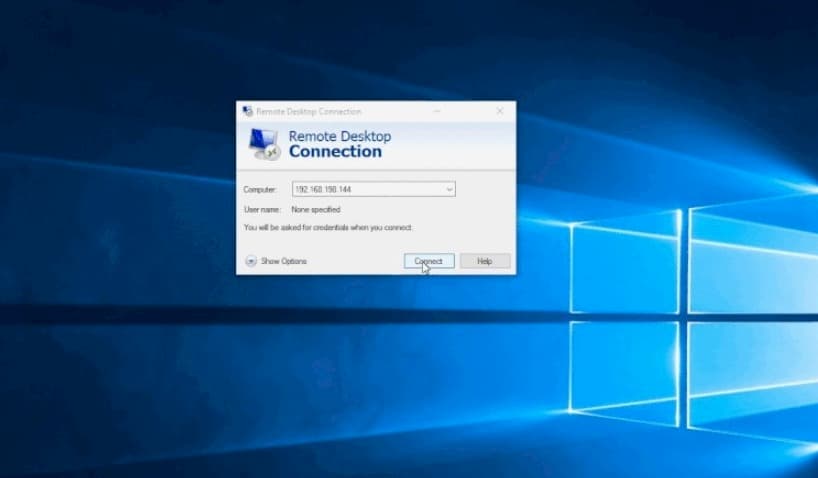 Remote Desktop Connection
Remote Desktop
Connection
Computer: 192.168.190.144
User name: None specified
You will be asked for credentials when you connect.
Show Options Connect Help